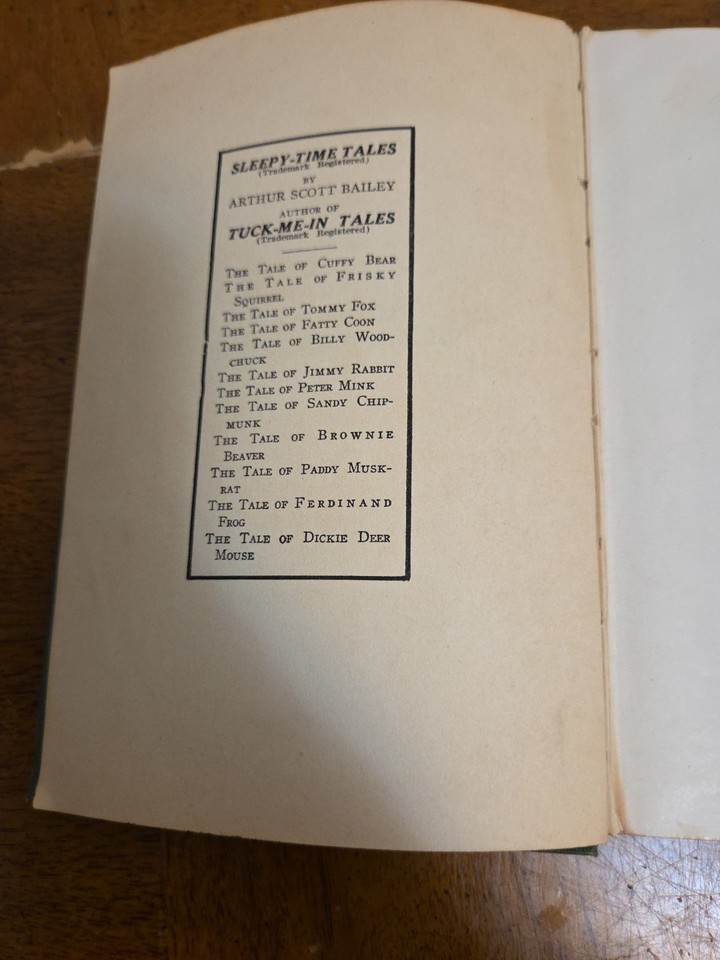 SLEEPY-TIME TALES
(Trademark Registered)
BY
ARTHUR SCOTT BAILEY
AUTHOR OF
TUCK-ME-IN TALES
(Trademark Registered)
THE TALE OF CUFFY BEAR
THE TALE OF FRISKY
SQUIRREL
THE TALE OF TOMMY FOX
THE TALE OF FATTY COON
THE TALE OF BILLY WOOD-
CHUCK
THE TALE OF JIMMY RABBIT
THE TALE OF PETER MINK
THE TALE OF SANDY CHIP-
MUNK
THE TALE OF BROWNIE
BEAVER
THE TALE OF PADDY MUSK-
RAT
THE TALE OF FERDINAND
FROG
THE TALE OF DICKIE DEER
MOUSE